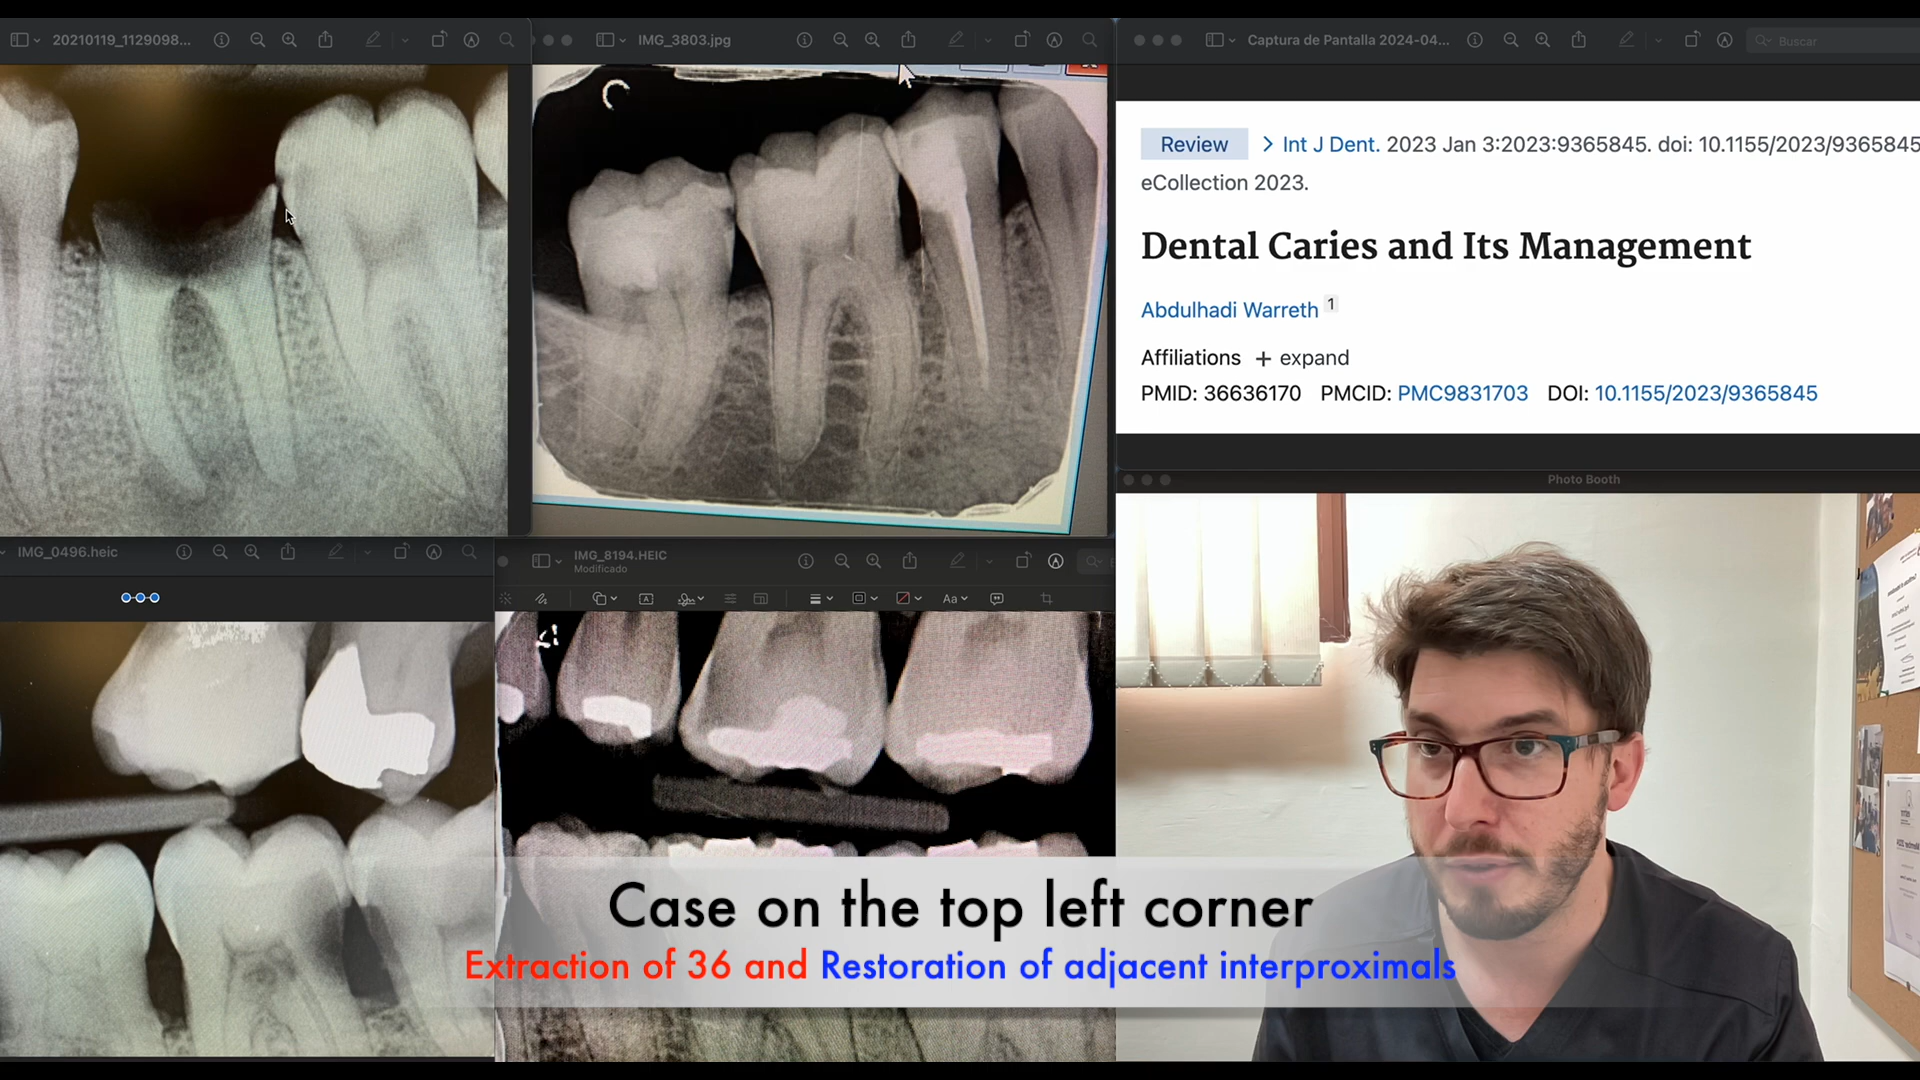 20210119_1129098...
IMG_3803.jpg
Captura de Pantalla 2024-04...
Buscar
Review > Int J Dent. 2023 Jan 3:2023:9365845. doi: 10.1155/2023/9365845
eCollection 2023.
Dental Caries and Its Management
Abdulhadi Warreth 1
Affiliations + expand
PMID: 36636170 PMCID: PMC9831703 DOI: 10.1155/2023/9365845
Photo Booth
IMG_0496.heic
IMG_8194.HEIC
Modificado
Aa
Case on the top left corner
Extraction of 36 and Restoration of adjacent interproximals